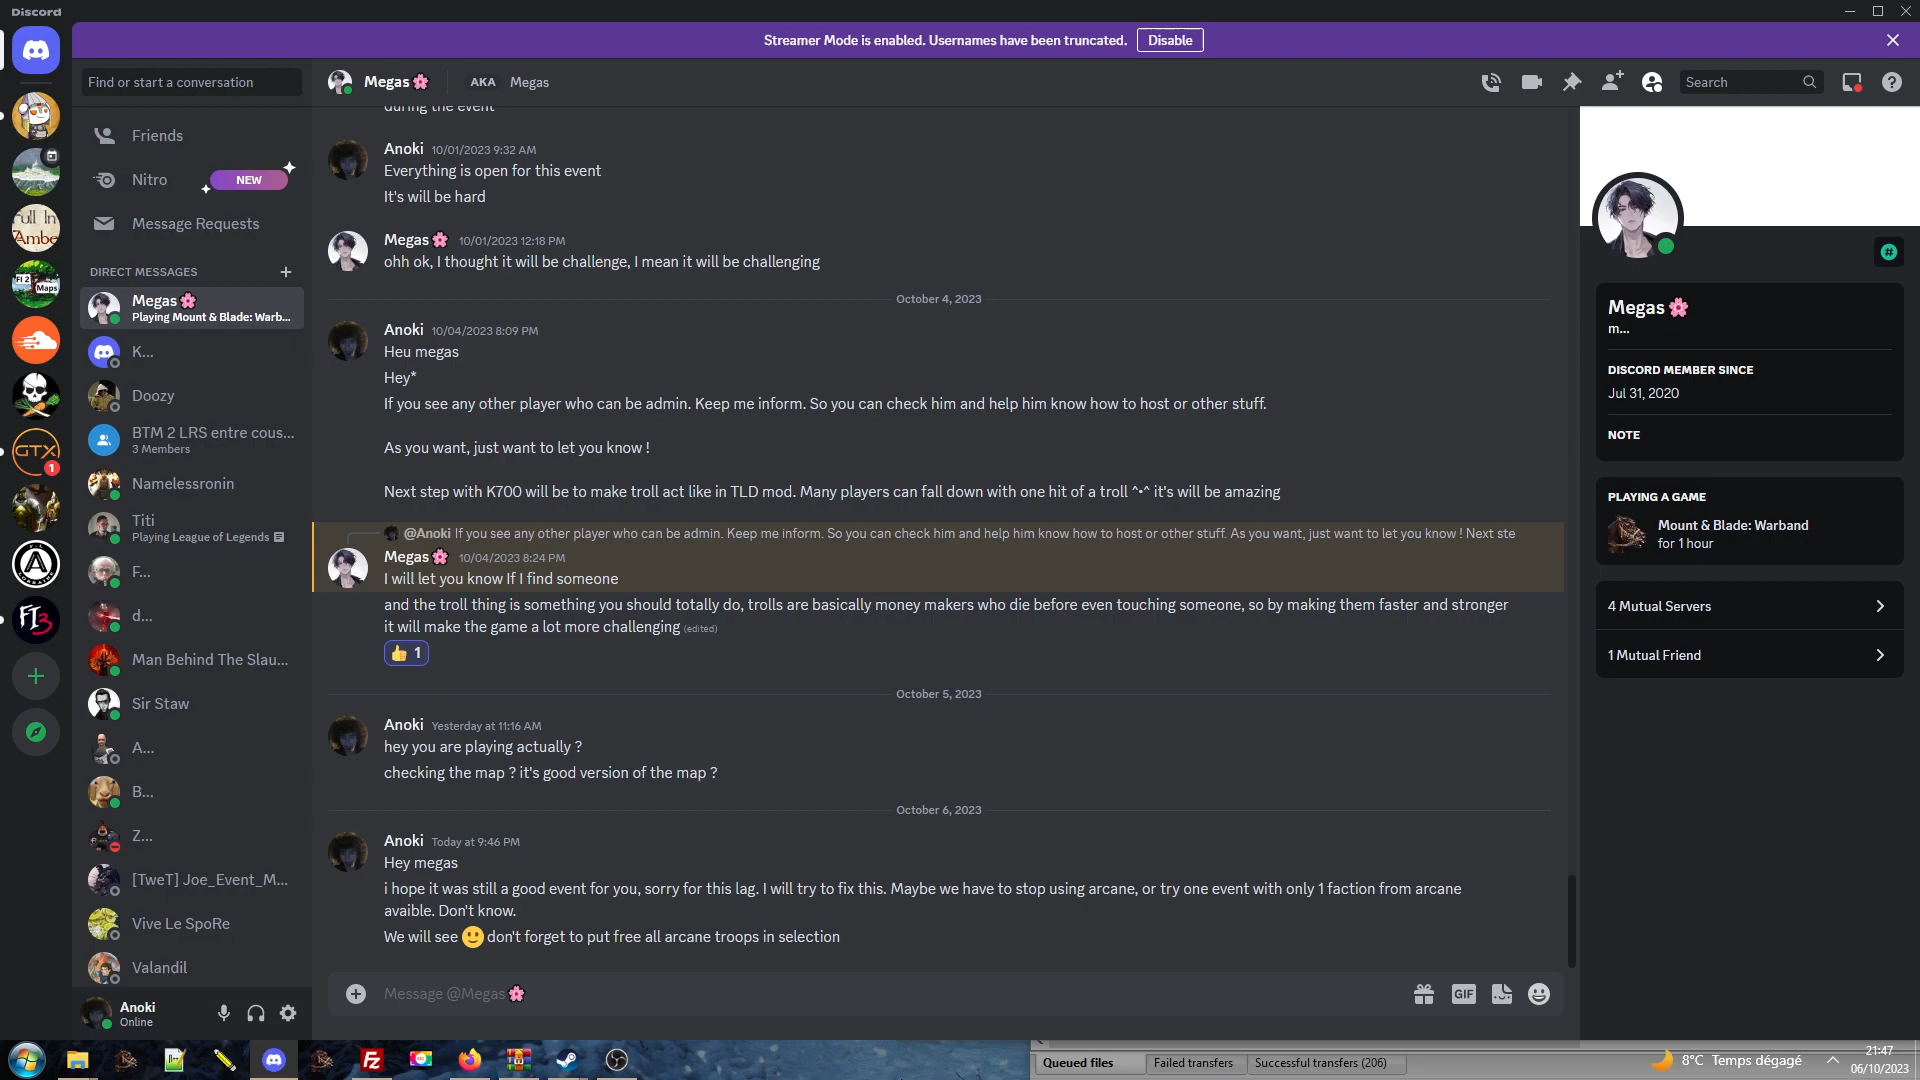 Discord
Streamer Mode is enabled. Usernames have been truncated.
Disable
Find or start a conversation
Megas
AKA
Megas
Search
Friends
Nitro
NEW
Message Requests
DIRECT MESSAGES
Megas
Playing Mount & Blade: Warb...
K...
Doozy
BTM 2 LRS entre cous...
3 Members
Namelessronin
Titi
Playing League of Legends
F...
d...
Man Behind The Slau...
Sir Staw
A...
B...
Z...
[TweT] Joe_Event_M...
Vive Le SpoRe
Valandil
Anoki
Online
Full In
Ambe
FI 2
Maps
GTX
1
A
LORRAINE
FI3
during the event
Anoki 10/01/2023 9:32 AM
Everything is open for this event
It's will be hard
Megas🌸 10/01/2023 12:18 PM
ohh ok, I thought it will be challenge, I mean it will be challenging
October 4, 2023
Anoki 10/04/2023 8:09 PM
Heu megas
Hey*
If you see any other player who can be admin. Keep me inform. So you can check him and help him know how to host or other stuff.
As you want, just want to let you know !
Next step with K700 will be to make troll act like in TLD mod. Many players can fall down with one hit of a troll ^•^ it's will be amazing
@Anoki If you see any other player who can be admin. Keep me inform. So you can check him and help him know how to host or other stuff. As you want, just want to let you know ! Next ste
Megas🌸 10/04/2023 8:24 PM
I will let you know If I find someone
and the troll thing is something you should totally do, trolls are basically money makers who die before even touching someone, so by making them faster and stronger
it will make the game a lot more challenging (edited)
👍 1
October 5, 2023
Anoki Yesterday at 11:16 AM
hey you are playing actually ?
checking the map ? it's good version of the map ?
October 6, 2023
Anoki Today at 9:46 PM
Hey megas
i hope it was still a good event for you, sorry for this lag. I will try to fix this. Maybe we have to stop using arcane, or try one event with only 1 faction from arcane
avaible. Don't know.
We will see 🙂 don't forget to put free all arcane troops in selection
Message @Megas🌸
GIF
Megas🌸
m...
DISCORD MEMBER SINCE
Jul 31, 2020
NOTE
PLAYING A GAME
Mount & Blade: Warband
for 1 hour
4 Mutual Servers
1 Mutual Friend
Fz
Queued files
Failed transfers
Successful transfers (206)
8°C Temps dégagé
21:47
06/10/2023